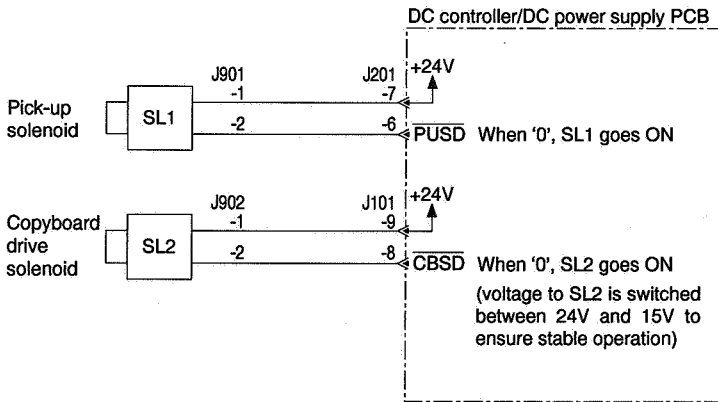 DC controller/DC power supply PCB
+24V
J901 J201
-1 -7
Pick-up
solenoid
SL1
-2 -6 PUSD When ‘0’, SL1 goes ON
+24V
J902 J101
-1 -9
Copyboard
drive
solenoid
SL2
-2 -8 CBSD When ‘0’, SL2 goes ON
(voltage to SL2 is switched
between 24V and 15V to
ensure stable operation)